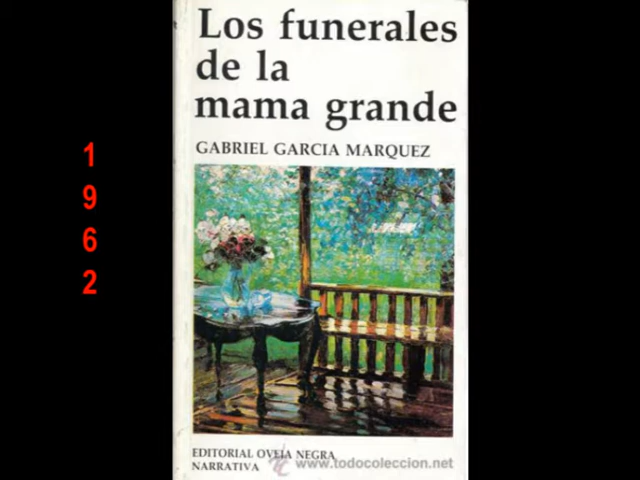 Los funerales
de la
mama grande
GABRIEL GARCIA MARQUEZ
1
9
6
2
EDITORIAL OVEJA NEGRA
NARRATIVA
www.todocoleccion.net